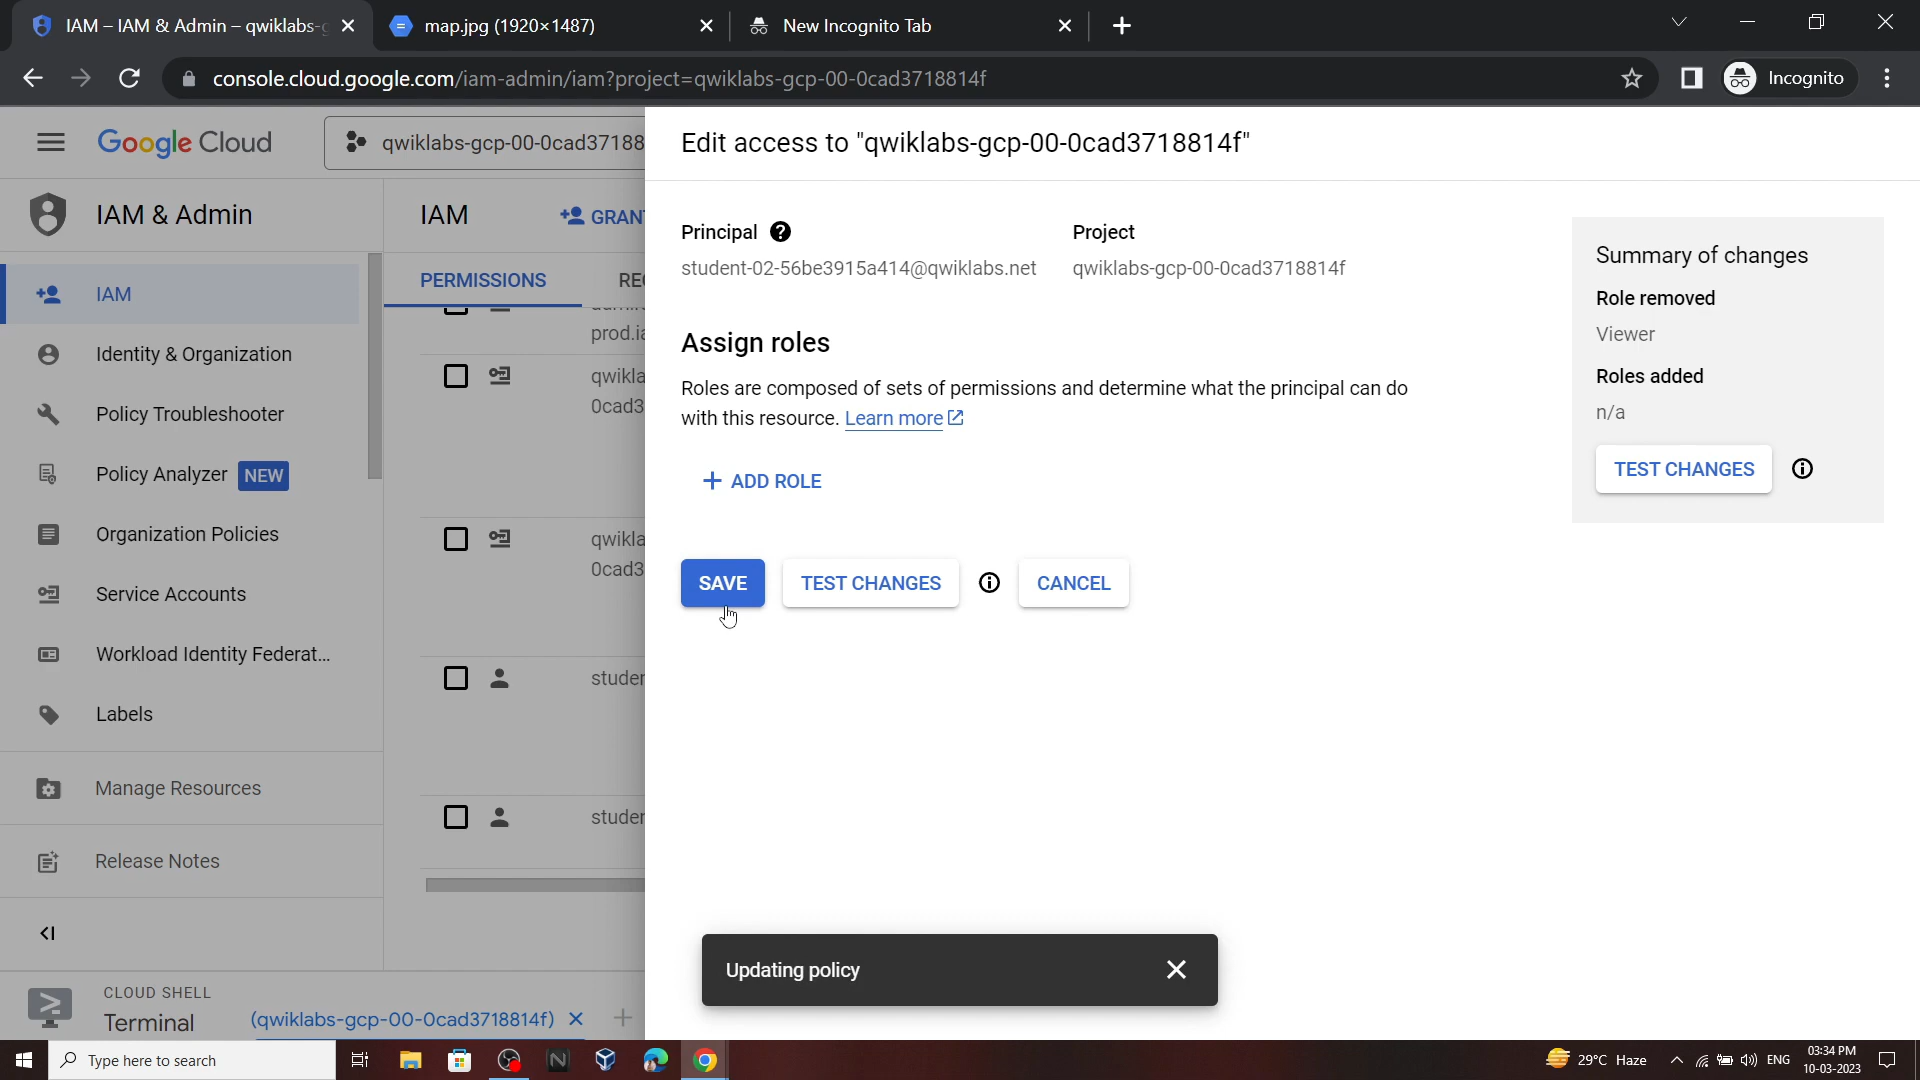 IAM – IAM & Admin – qwiklabs-g
map.jpg (1920×1487)
New Incognito Tab
console.cloud.google.com/iam-admin/iam?project=qwiklabs-gcp-00-0cad3718814f
Incognito
Google Cloud
qwiklabs-gcp-00-0cad37188
Edit access to "qwiklabs-gcp-00-0cad3718814f"
IAM & Admin
IAM
GRANT
PERMISSIONS
REC
IAM
Identity & Organization
Policy Troubleshooter
Policy Analyzer NEW
Organization Policies
Service Accounts
Workload Identity Federat...
Labels
Manage Resources
Release Notes
prod.ia
qwikla
0cad3
qwikla
0cad3
studen
studen
Principal
student-02-56be3915a414@qwiklabs.net
Project
qwiklabs-gcp-00-0cad3718814f
Assign roles
Roles are composed of sets of permissions and determine what the principal can do
with this resource. Learn more
+ ADD ROLE
SAVE
TEST CHANGES
CANCEL
Summary of changes
Role removed
Viewer
Roles added
n/a
TEST CHANGES
Updating policy
CLOUD SHELL
Terminal
(qwiklabs-gcp-00-0cad3718814f)
Type here to search
29°C Haze
ENG
03:34 PM
10-03-2023